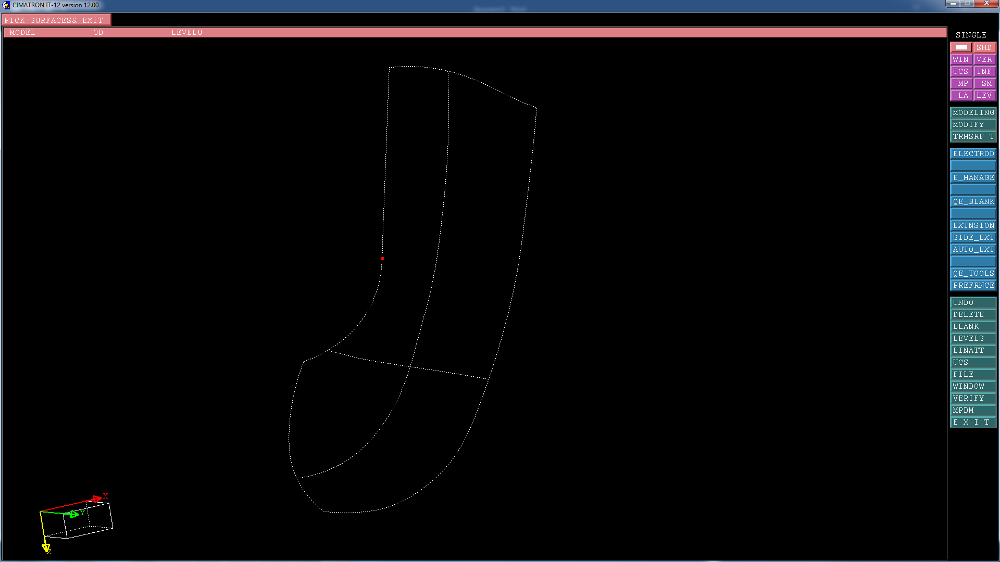 CIMATRON IT-12 version 12.00
PICK SURFACES& EXIT
MODEL 3D LEVEL0
SINGLE
SHD
WIN VER
UCS INF
MP SM
LA LEV
MODELING
MODIFY
TRMSRF T
ELECTROD
E_MANAGE
QE_BLANK
EXTNSION
SIDE_EXT
AUTO_EXT
QE_TOOLS
PREFRNCE
UNDO
DELETE
BLANK
LEVELS
LINATT
UCS
FILE
WINDOW
VERIFY
MPDM
E X I T
X
Y
Z